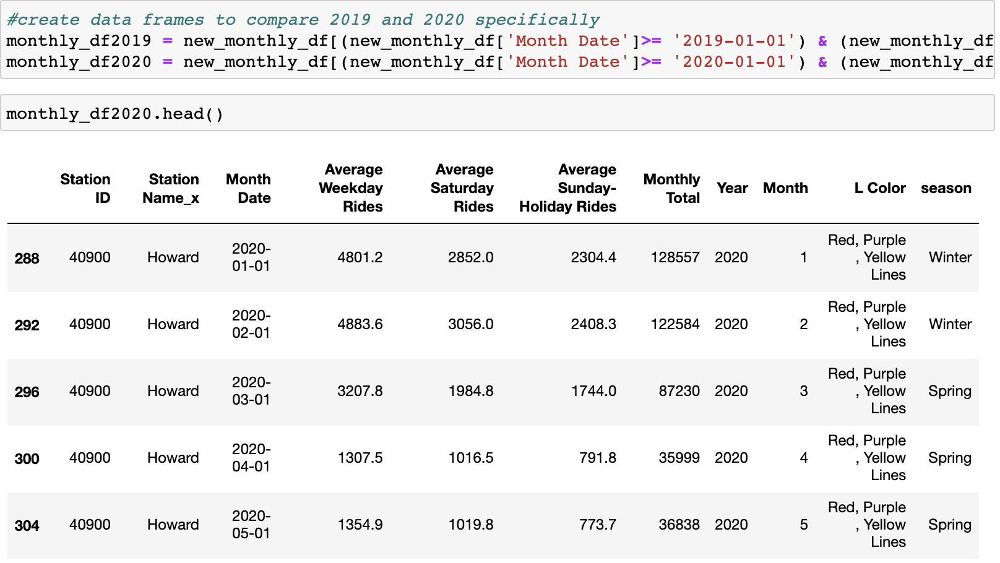 #create data frames to compare 2019 and 2020 specifically
monthly_df2019 = new_monthly_df[(new_monthly_df['Month Date']>= '2019-01-01') & (new_monthly_df
monthly_df2020 = new_monthly_df[(new_monthly_df['Month Date']>= '2020-01-01') & (new_monthly_df
monthly_df2020.head()
Station ID Station Name_x Month Date Average Weekday Rides Average Saturday Rides Average Sunday-Holiday Rides Monthly Total Year Month L Color season
288 40900 Howard 2020-01-01 4801.2 2852.0 2304.4 128557 2020 1 Red, Purple , Yellow Lines Winter
292 40900 Howard 2020-02-01 4883.6 3056.0 2408.3 122584 2020 2 Red, Purple , Yellow Lines Winter
296 40900 Howard 2020-03-01 3207.8 1984.8 1744.0 87230 2020 3 Red, Purple , Yellow Lines Spring
300 40900 Howard 2020-04-01 1307.5 1016.5 791.8 35999 2020 4 Red, Purple , Yellow Lines Spring
304 40900 Howard 2020-05-01 1354.9 1019.8 773.7 36838 2020 5 Red, Purple , Yellow Lines Spring